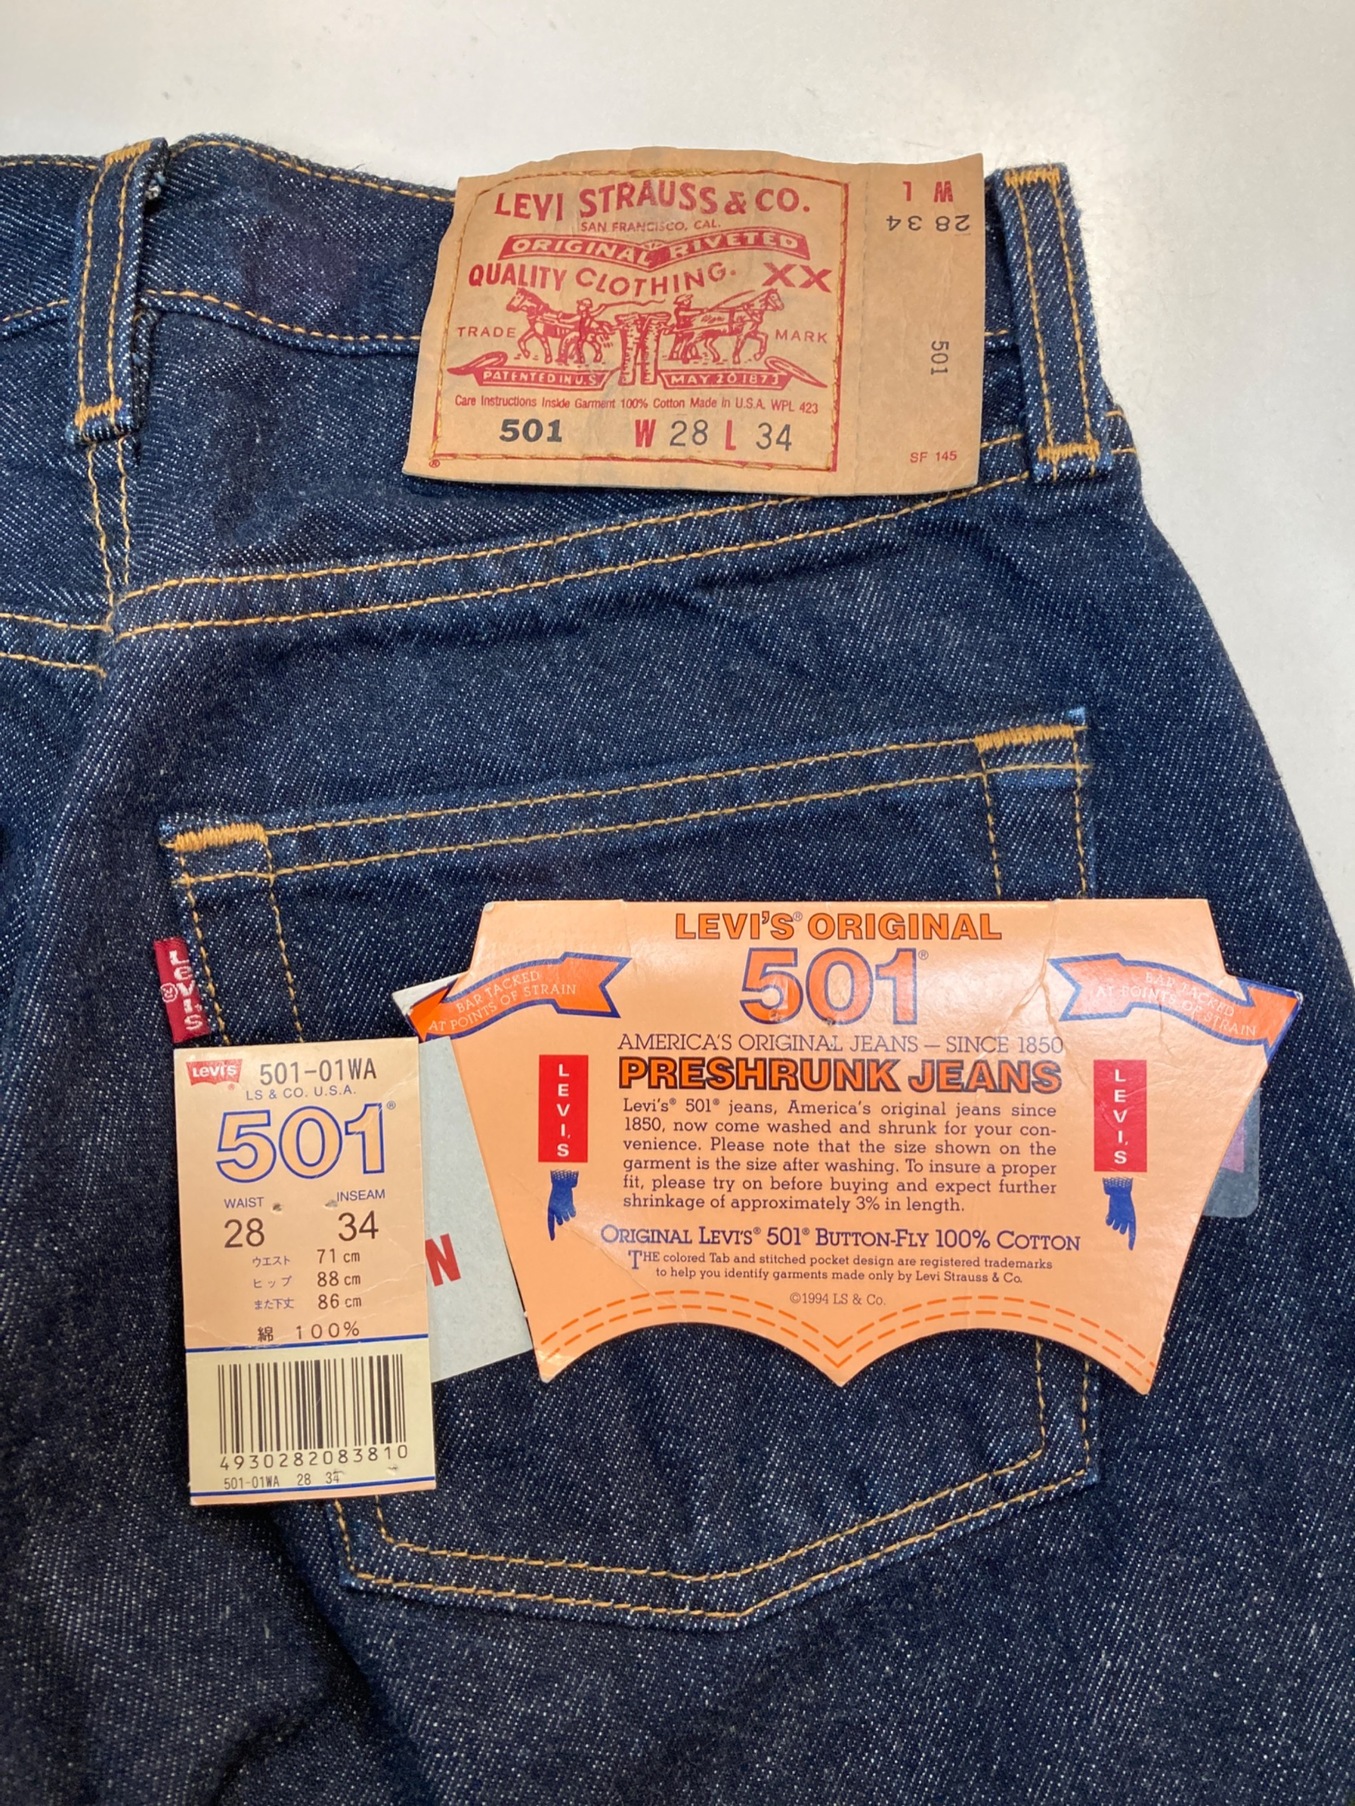 LEVI STRAUSS & CO.
SAN FRANCISCO, CAL.
ORIGINAL RIVETED
QUALITY CLOTHING. XX
TRADE MARK
PATENTED IN U.S. MAY 20 1873
Care Instructions Inside Garment 100% Cotton Made in U.S.A. WPL 423
501 W 28 L 34
®
W L
28 34
501
SF 145
LEVI'S
®
LEVI'S® ORIGINAL
501®
BAR TACKED
AT POINTS OF STRAIN
BAR TACKED
AT POINTS OF STRAIN
AMERICA'S ORIGINAL JEANS — SINCE 1850
PRESHRUNK JEANS
LEVI'S
LEVI'S
Levi's® 501® jeans, America's original jeans since
1850, now come washed and shrunk for your con-
venience. Please note that the size shown on the
garment is the size after washing. To insure a proper
fit, please try on before buying and expect further
shrinkage of approximately 3% in length.
ORIGINAL LEVI'S® 501® BUTTON-FLY 100% COTTON
THE colored Tab and stitched pocket design are registered trademarks
to help you identify garments made only by Levi Strauss & Co.
©1994 LS & Co.
Levi's® 501-01WA
LS & CO. U.S.A.
501®
WAIST INSEAM
28 34
ウエスト 71 cm
ヒップ 88 cm
また下丈 86 cm
綿 100%
4930282083810
501-01WA 28 34
N